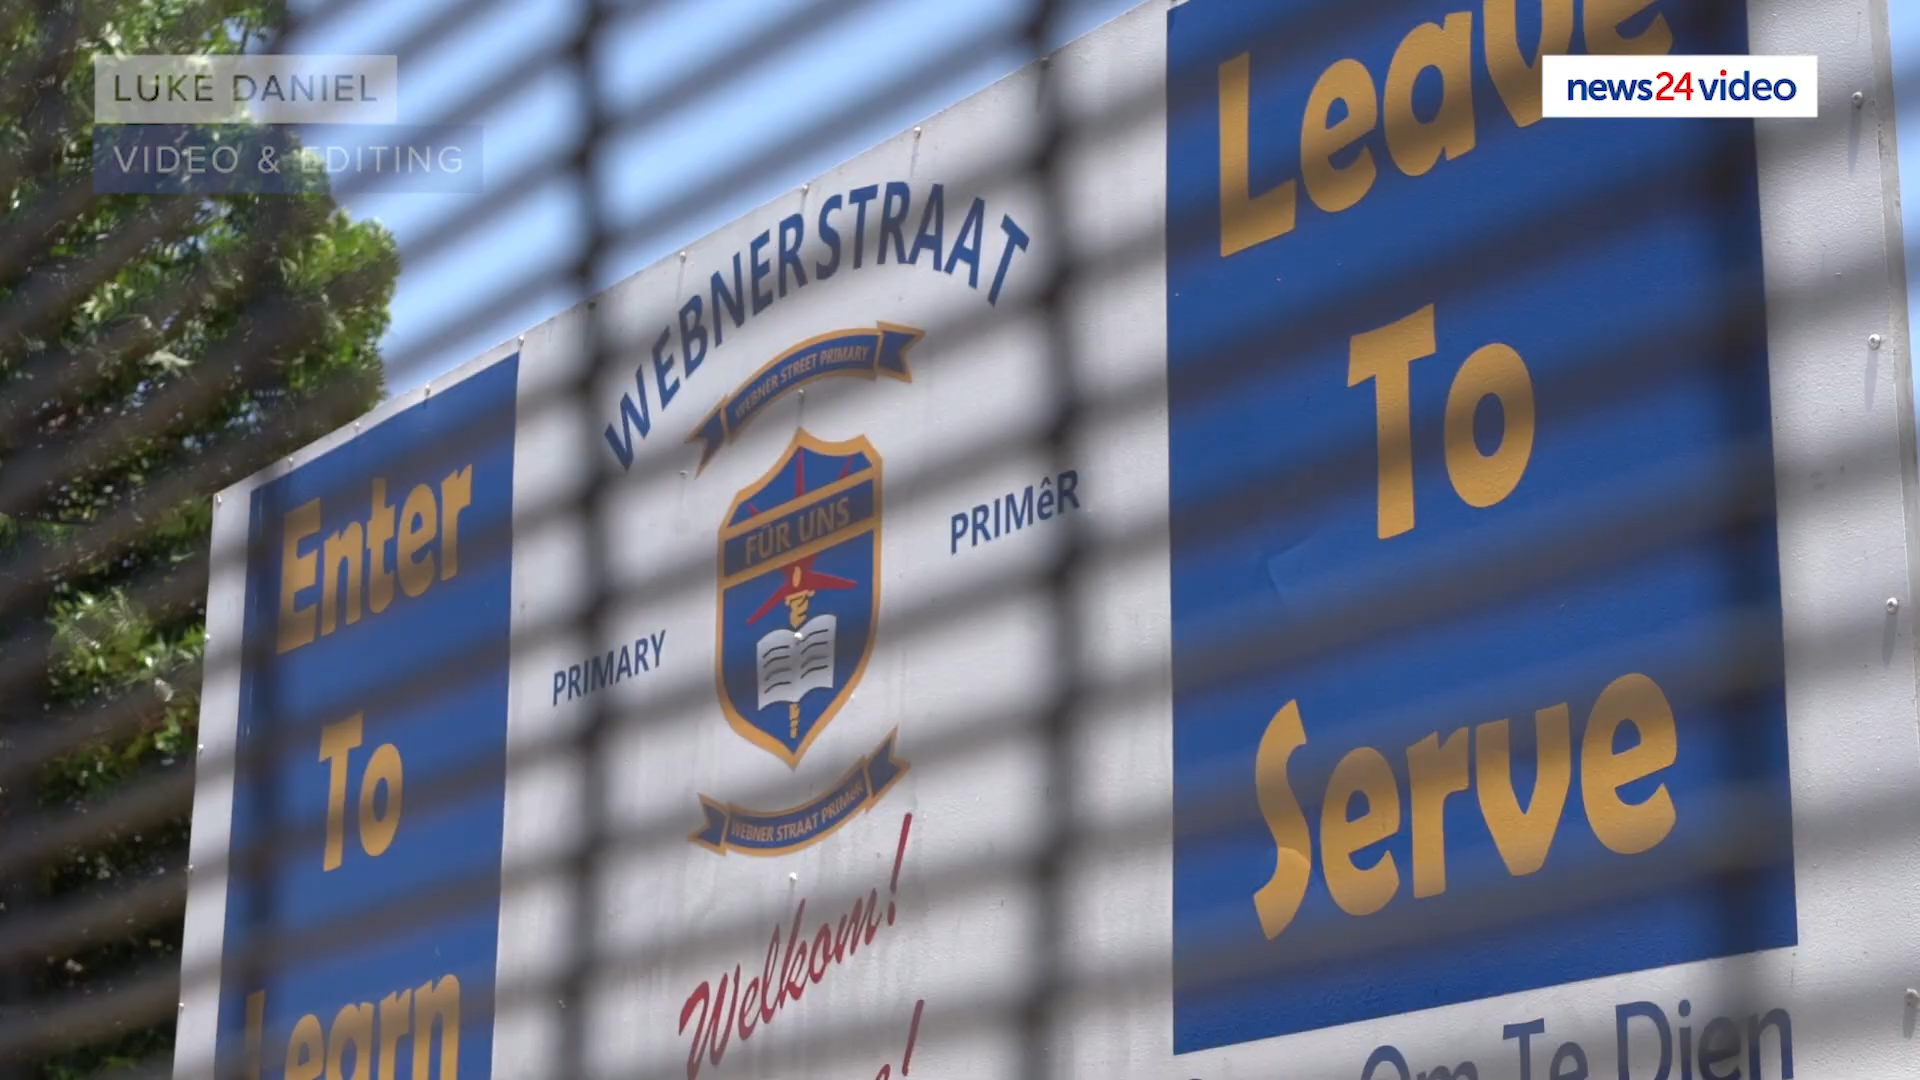 LUKE DANIEL
VIDEO & EDITING
news24video
Enter
To
Learn
WEBNERSTRAAT
WEBNER STREET PRIMARY
FÜR UNS
PRIMARY
PRIMêR
WEBNER STRAAT PRIMêR
Welkom!
Leave
To
Serve
Om Te Dien